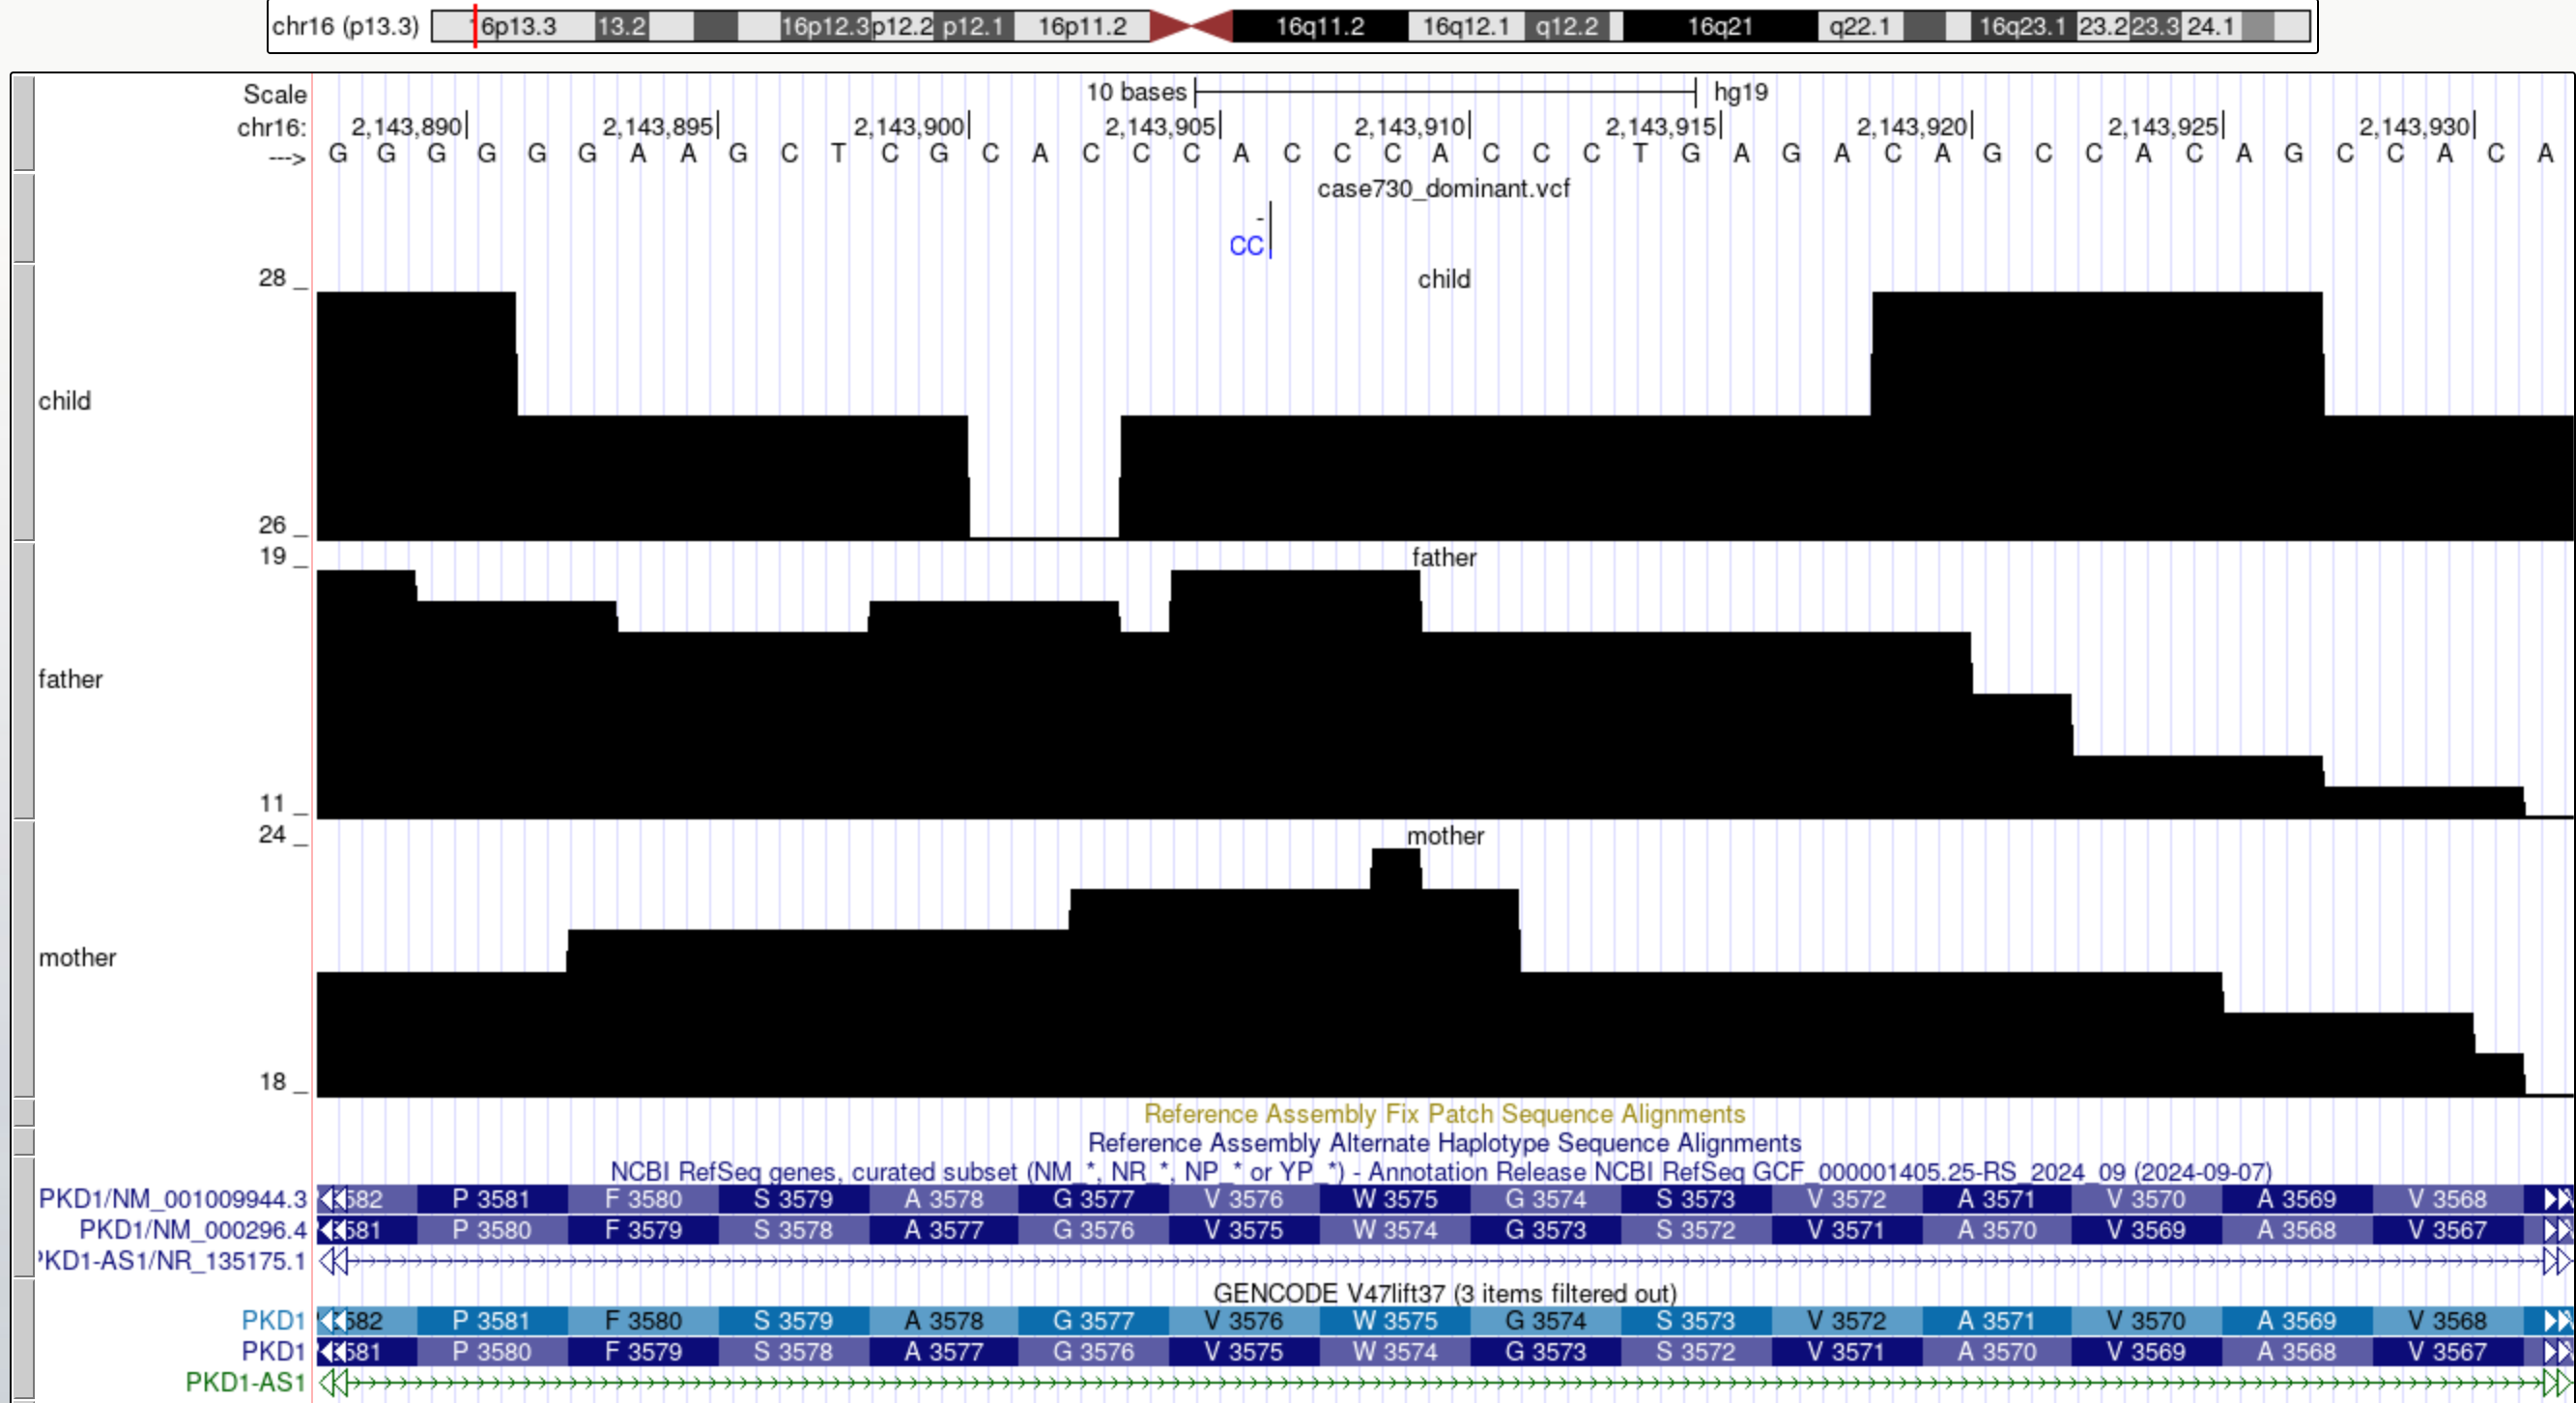 chr16 (p13.3) 16p13.3 13.2 16p12.3 p12.2 p12.1 16p11.2 16q11.2 16q12.1 q12.2 16q21 q22.1 16q23.1 23.2 23.3 24.1
Scale 10 bases hg19
chr16: 2,143,890 2,143,895 2,143,900 2,143,905 2,143,910 2,143,915 2,143,920 2,143,925 2,143,930
---> G G G G G G A A G C T C G C A C C C A C C C A C C C T G A G A C A G C C A C A G C C A C A
case730_dominant.vcf
-
CC
28 _ child
child
26 _
19 _ father
father
11 _
24 _ mother
mother
18 _
Reference Assembly Fix Patch Sequence Alignments
Reference Assembly Alternate Haplotype Sequence Alignments
NCBI RefSeq genes, curated subset (NM_*, NR_*, NP_* or YP_*) - Annotation Release NCBI RefSeq GCF_000001405.25-RS_2024_09 (2024-09-07)
PKD1/NM_001009944.3 582 P 3581 F 3580 S 3579 A 3578 G 3577 V 3576 W 3575 G 3574 S 3573 V 3572 A 3571 V 3570 A 3569 V 3568
PKD1/NM_000296.4 581 P 3580 F 3579 S 3578 A 3577 G 3576 V 3575 W 3574 G 3573 S 3572 V 3571 A 3570 V 3569 A 3568 V 3567
PKD1-AS1/NR_135175.1
GENCODE V47lift37 (3 items filtered out)
PKD1 582 P 3581 F 3580 S 3579 A 3578 G 3577 V 3576 W 3575 G 3574 S 3573 V 3572 A 3571 V 3570 A 3569 V 3568
PKD1 581 P 3580 F 3579 S 3578 A 3577 G 3576 V 3575 W 3574 G 3573 S 3572 V 3571 A 3570 V 3569 A 3568 V 3567
PKD1-AS1